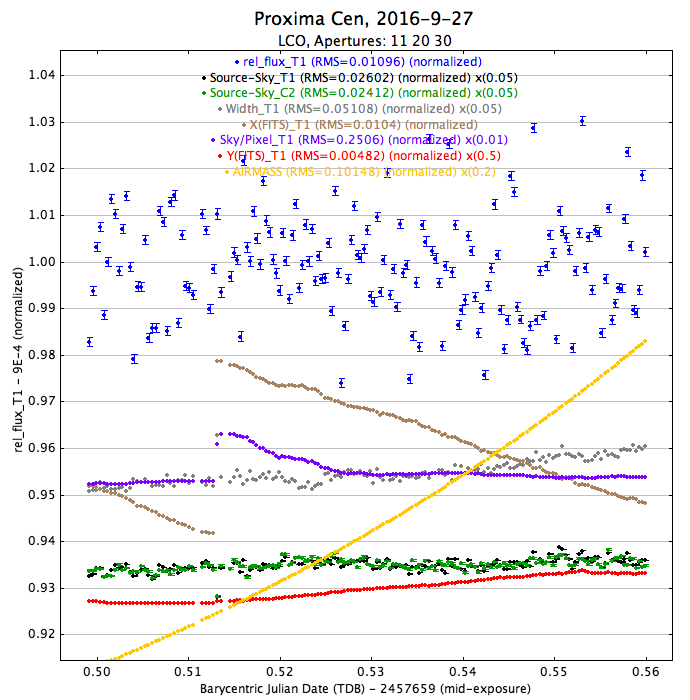 Proxima Cen, 2016-9-27
LCO, Apertures: 11 20 30
rel_flux_T1 (RMS=0.01096) (normalized)
Source-Sky_T1 (RMS=0.02602) (normalized) x(0.05)
Source-Sky_C2 (RMS=0.02412) (normalized) x(0.05)
Width_T1 (RMS=0.05108) (normalized) x(0.05)
X(FITS)_T1 (RMS=0.0104) (normalized)
Sky/Pixel_T1 (RMS=0.2506) (normalized) x(0.01)
Y(FITS)_T1 (RMS=0.00482) (normalized) x(0.5)
AIRMASS (RMS=0.10148) (normalized) x(0.2)
rel_flux_T1 - 9E-4 (normalized)
1.04
1.03
1.02
1.01
1.00
0.99
0.98
0.97
0.96
0.95
0.94
0.93
0.92
0.50 0.51 0.52 0.53 0.54 0.55 0.56
Barycentric Julian Date (TDB) - 2457659 (mid-exposure)